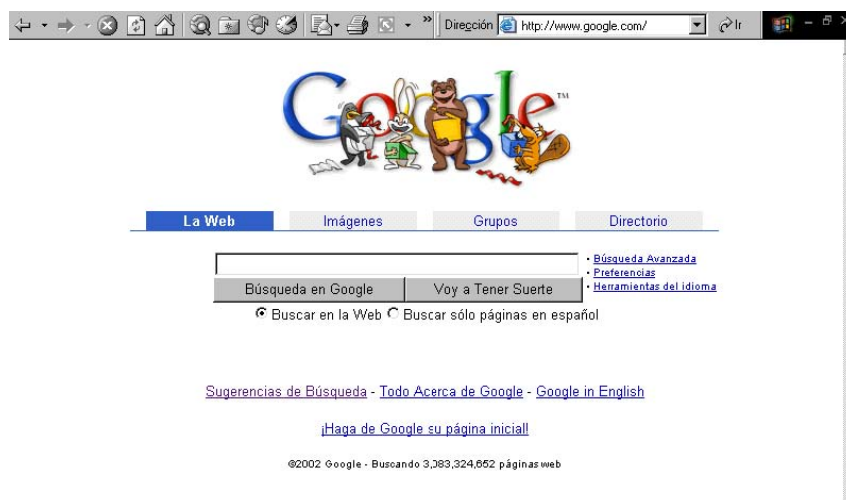 Dirección http://www.google.com/ Ir
Google™
La Web Imágenes Grupos Directorio
· Búsqueda Avanzada
· Preferencias
· Herramientas del idioma
Búsqueda en Google Voy a Tener Suerte
Buscar en la Web Buscar sólo páginas en español
Sugerencias de Búsqueda - Todo Acerca de Google - Google in English
¡Haga de Google su página inicial!
©2002 Google - Buscando 3,083,324,652 páginas web